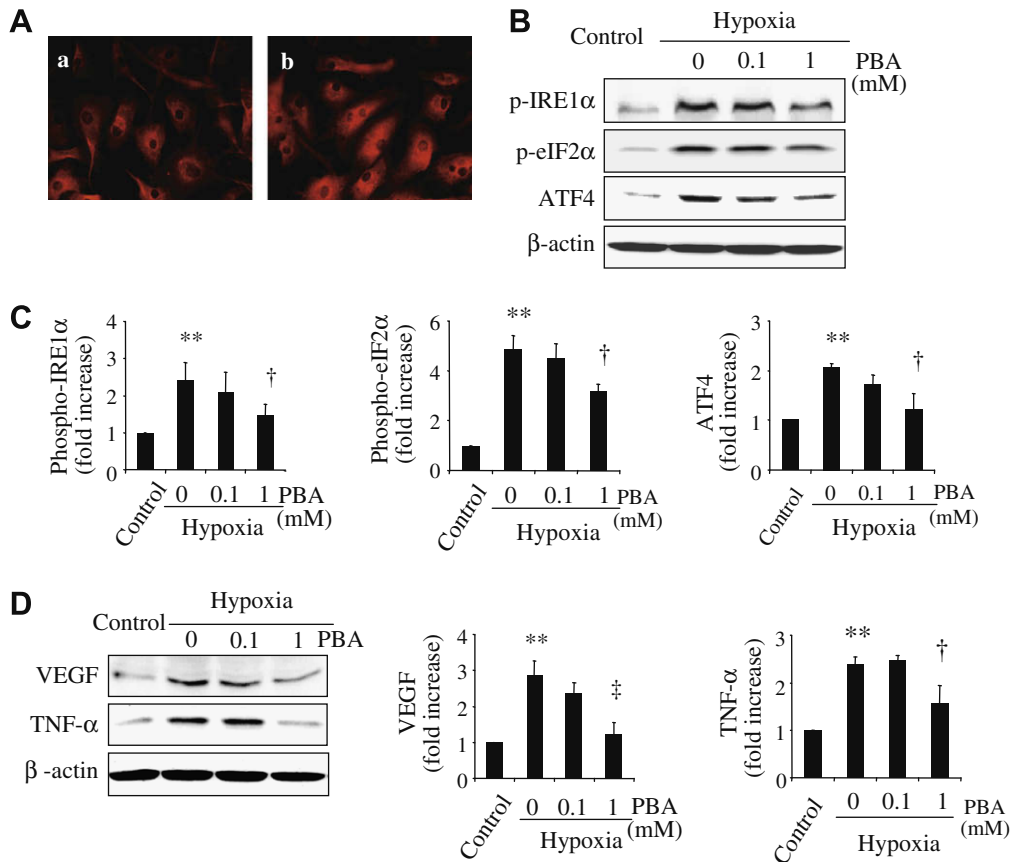 A
a
b
B
Control
Hypoxia
0 0.1 1 PBA
(mM)
p-IRE1α
p-eIF2α
ATF4
β-actin
C
Phospho-IRE1α
(fold increase)
4
3
2
1
0
**
†
Control
0 0.1 1 PBA
(mM)
Hypoxia
Phospho-eIF2α
(fold increase)
6
4
2
0
**
†
Control
0 0.1 1 PBA
(mM)
Hypoxia
ATF4
(fold increase)
3
2
1
0
**
†
Control
0 0.1 1 PBA
(mM)
Hypoxia
D
Control
Hypoxia
0 0.1 1 PBA
VEGF
TNF-α
β-actin
VEGF
(fold increase)
4
3
2
1
0
**
‡
Control
0 0.1 1 PBA
(mM)
Hypoxia
TNF-α
(fold increase)
3
2
1
0
**
†
Control
0 0.1 1 PBA
(mM)
Hypoxia